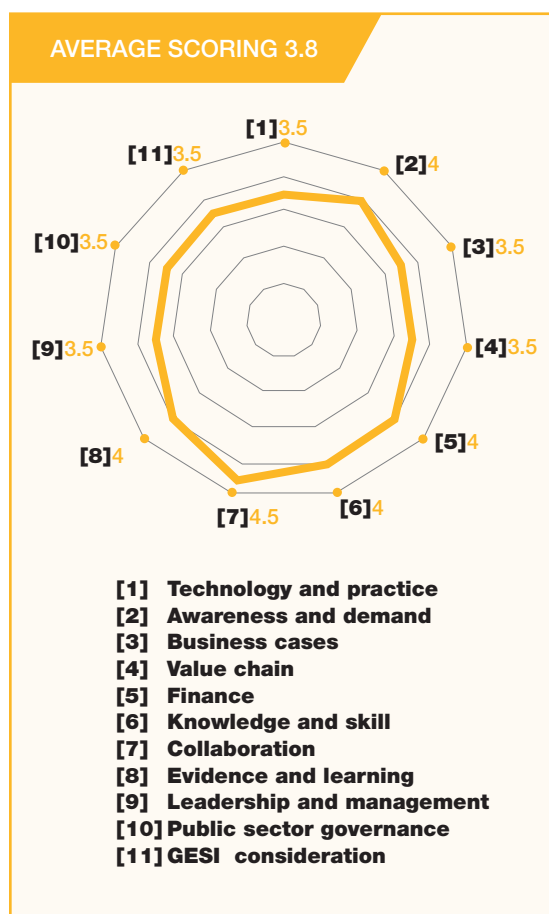 AVERAGE SCORING 3.8
[1]3.5
[2]4
[3]3.5
[4]3.5
[5]4
[6]4
[7]4.5
[8]4
[9]3.5
[10]3.5
[11]3.5
[1] Technology and practice
[2] Awareness and demand
[3] Business cases
[4] Value chain
[5] Finance
[6] Knowledge and skill
[7] Collaboration
[8] Evidence and learning
[9] Leadership and management
[10] Public sector governance
[11] GESI consideration